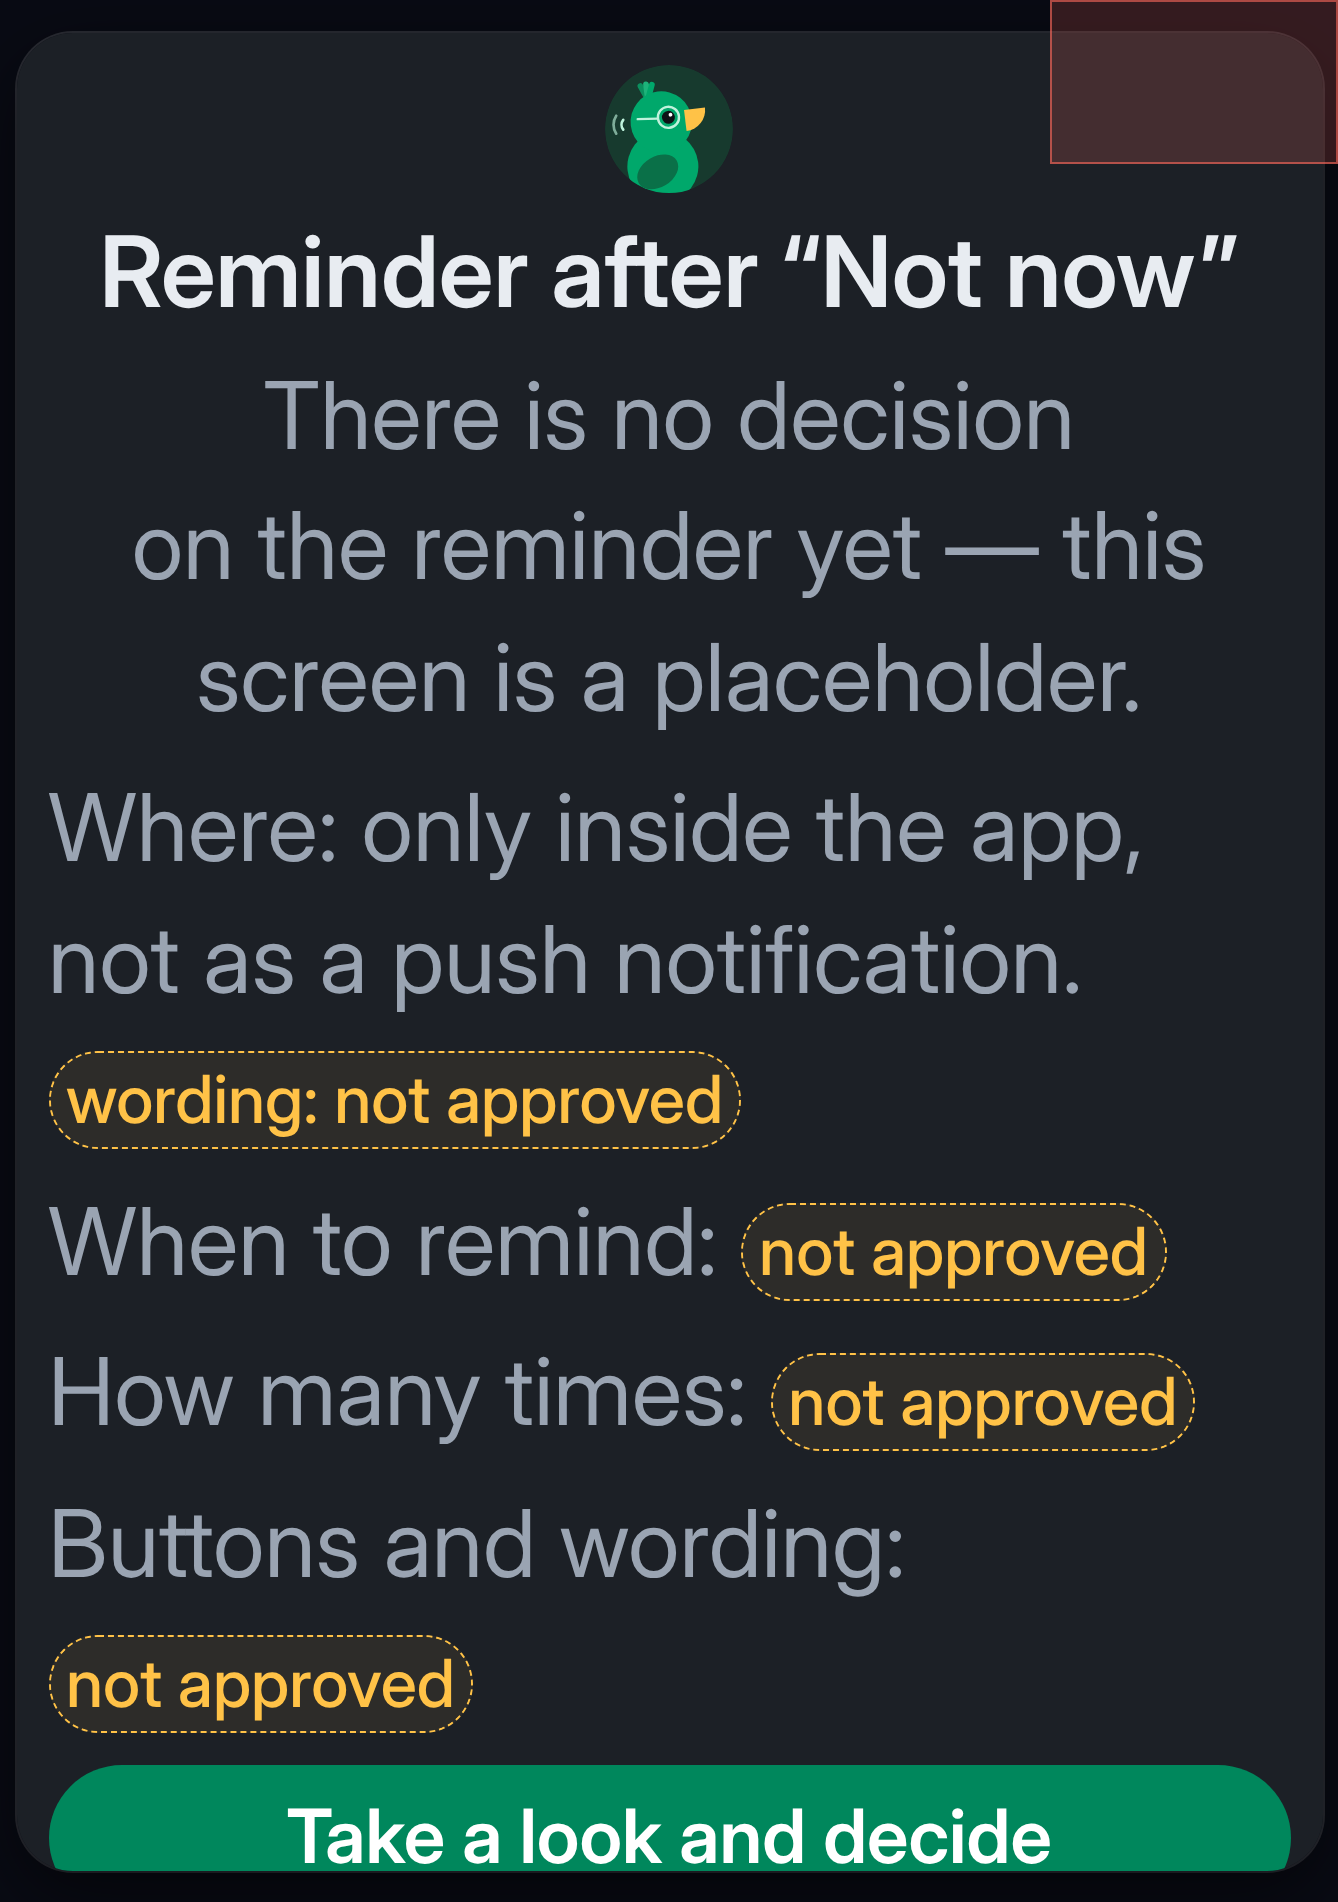 Reminder after “Not now”
There is no decision
on the reminder yet — this
screen is a placeholder.
Where: only inside the app,
not as a push notification.
wording: not approved
When to remind: not approved
How many times: not approved
Buttons and wording:
not approved
Take a look and decide